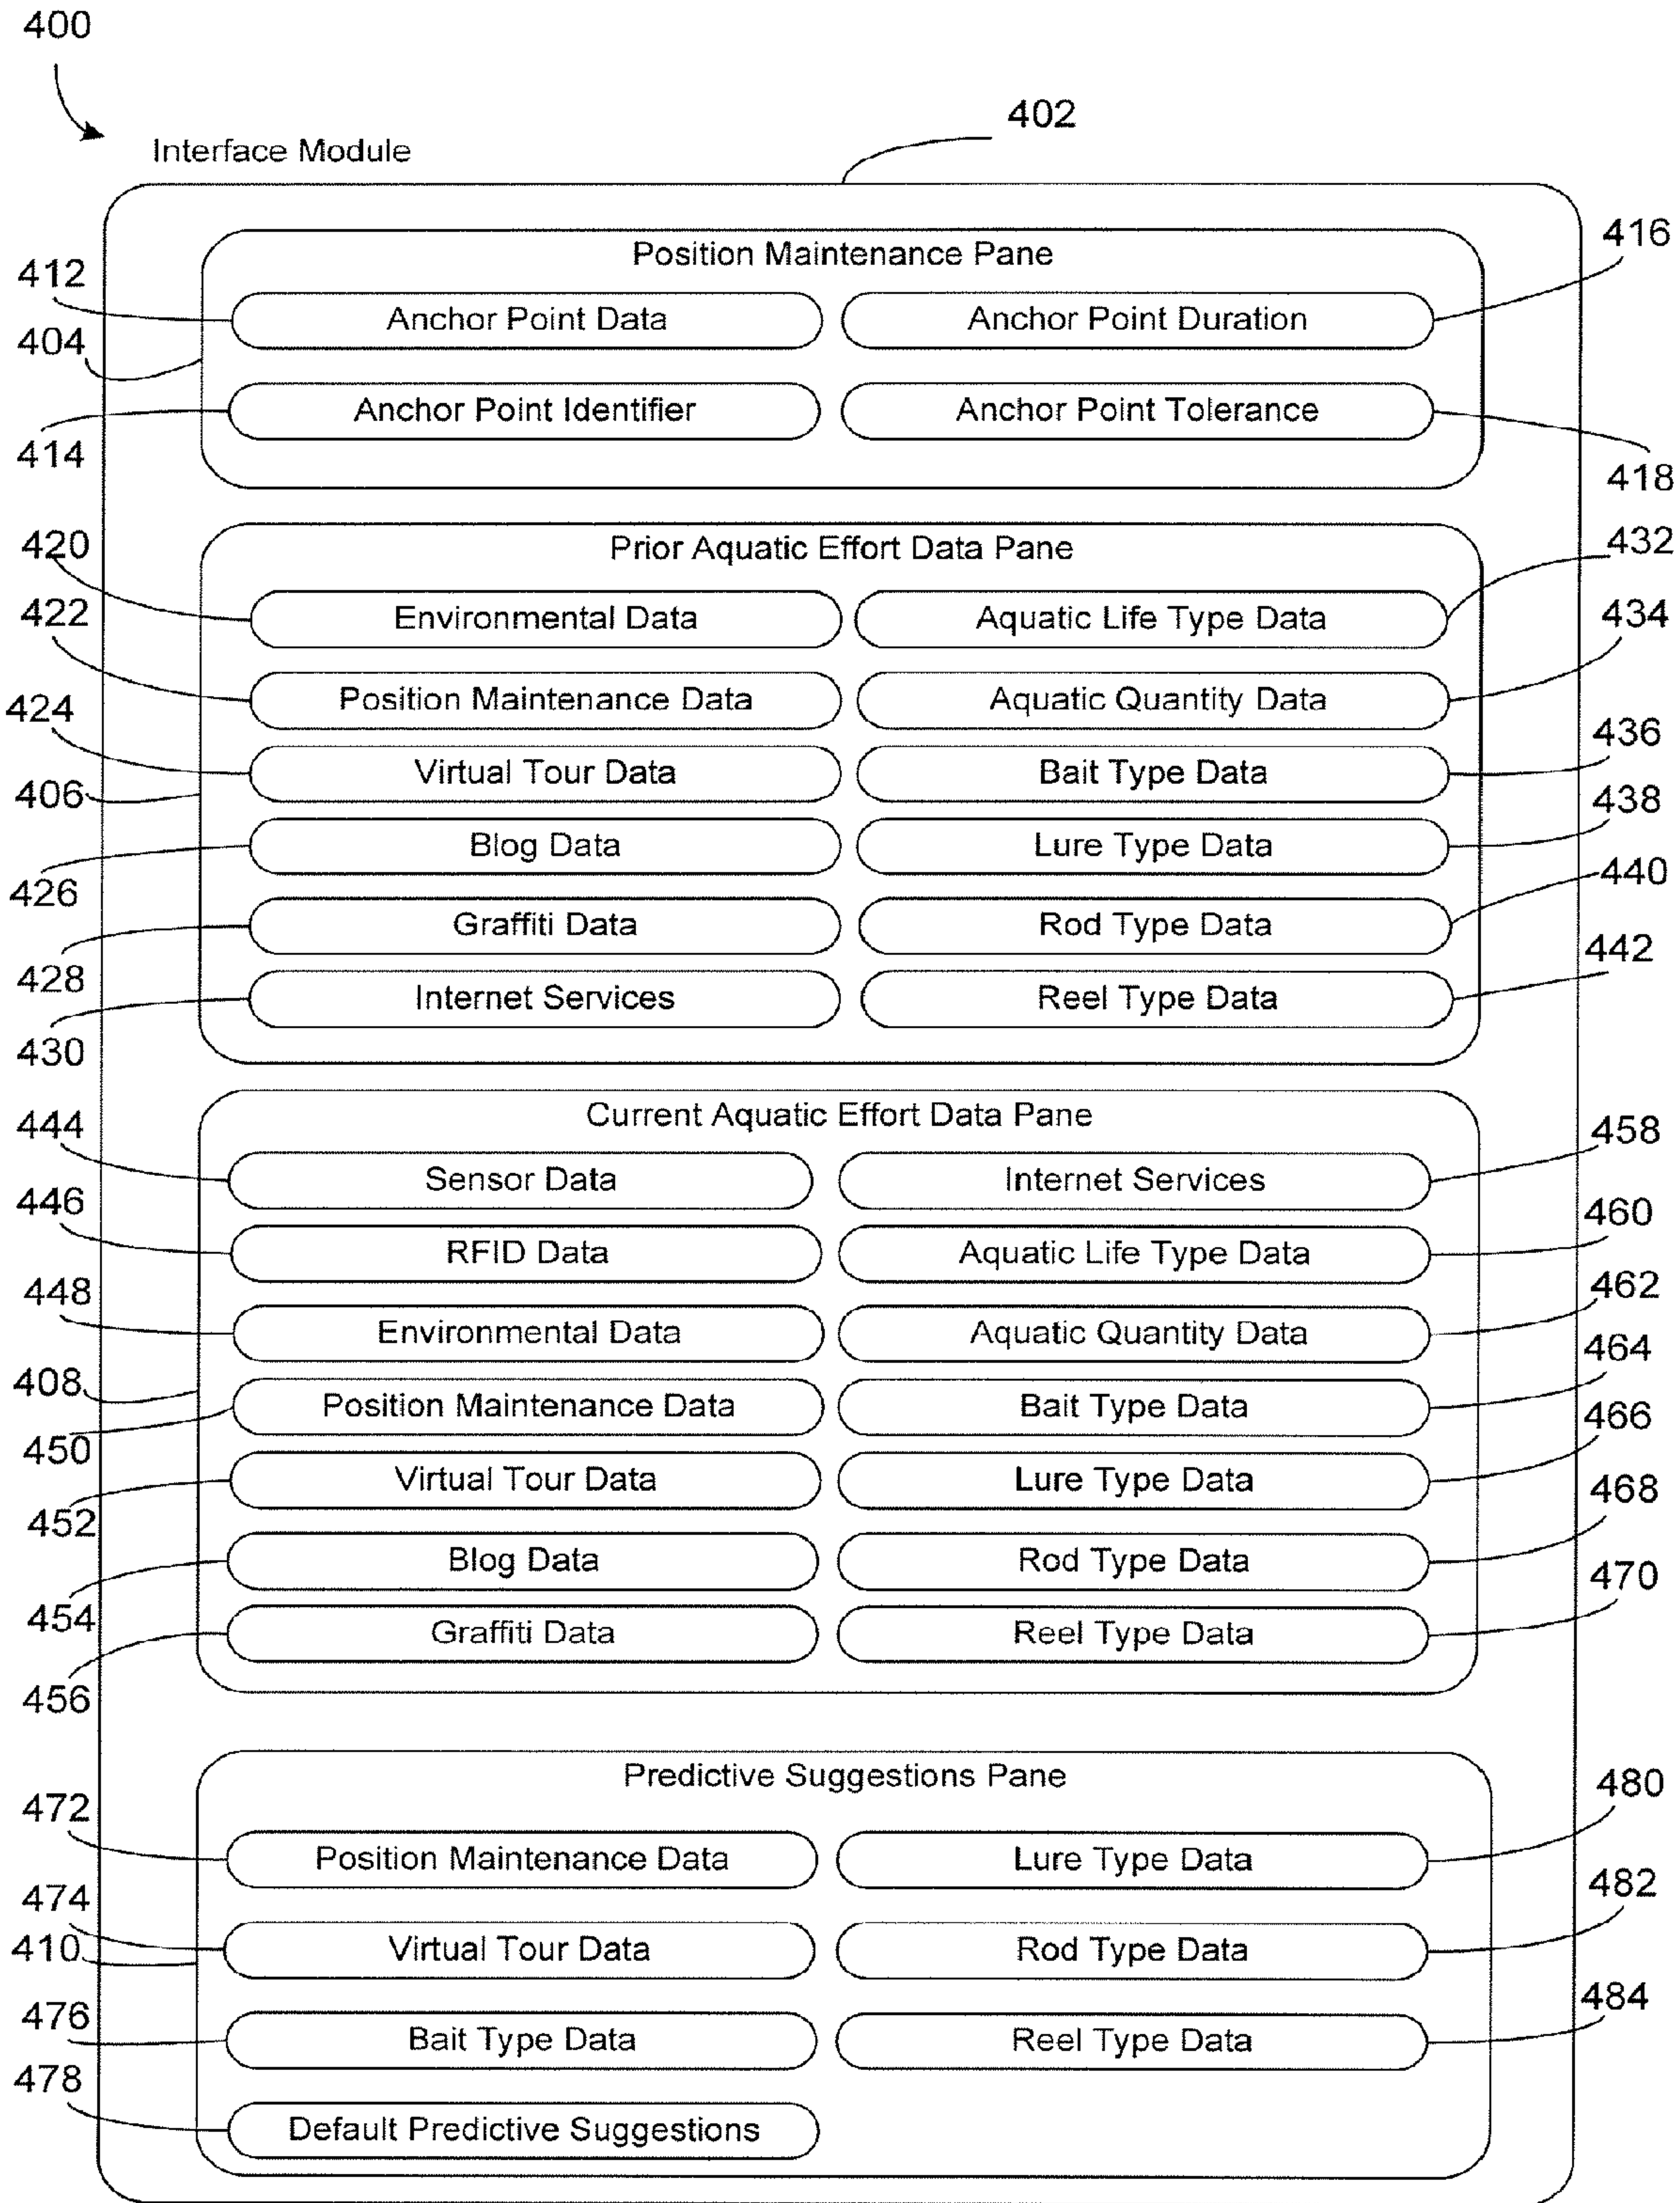 400
402
Interface Module
Position Maintenance Pane
416
412
Anchor Point Data
Anchor Point Duration
404
Anchor Point Identifier
Anchor Point Tolerance
414
418
420
Prior Aquatic Effort Data Pane
432
422
Environmental Data
Aquatic Life Type Data
434
424
Position Maintenance Data
Aquatic Quantity Data
436
Virtual Tour Data
Bait Type Data
406
438
Blog Data
Lure Type Data
440
426
Graffiti Data
Rod Type Data
442
428
Internet Services
Reel Type Data
430
444
Current Aquatic Effort Data Pane
458
Sensor Data
Internet Services
446
460
RFID Data
Aquatic Life Type Data
448
462
Environmental Data
Aquatic Quantity Data
464
408
Position Maintenance Data
Bait Type Data
466
450
Virtual Tour Data
Lure Type Data
468
452
Blog Data
Rod Type Data
470
454
Graffiti Data
Reel Type Data
456
Predictive Suggestions Pane
480
472
Position Maintenance Data
Lure Type Data
482
474
410
Virtual Tour Data
Rod Type Data
484
476
Bait Type Data
Reel Type Data
478
Default Predictive Suggestions